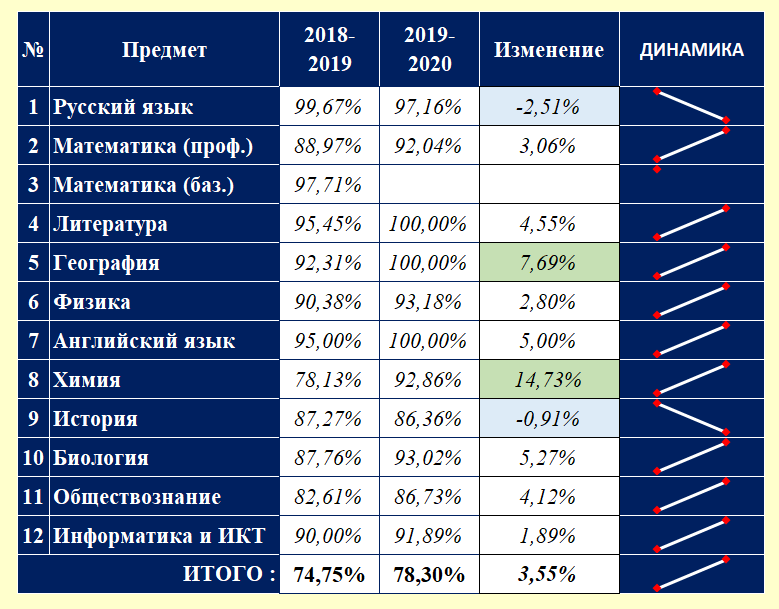 № Предмет 2018-2019 2019-2020 Изменение ДИНАМИКА
1 Русский язык 99,67% 97,16% -2,51%
2 Математика (проф.) 88,97% 92,04% 3,06%
3 Математика (баз.) 97,71%
4 Литература 95,45% 100,00% 4,55%
5 География 92,31% 100,00% 7,69%
6 Физика 90,38% 93,18% 2,80%
7 Английский язык 95,00% 100,00% 5,00%
8 Химия 78,13% 92,86% 14,73%
9 История 87,27% 86,36% -0,91%
10 Биология 87,76% 93,02% 5,27%
11 Обществознание 82,61% 86,73% 4,12%
12 Информатика и ИКТ 90,00% 91,89% 1,89%
ИТОГО : 74,75% 78,30% 3,55%